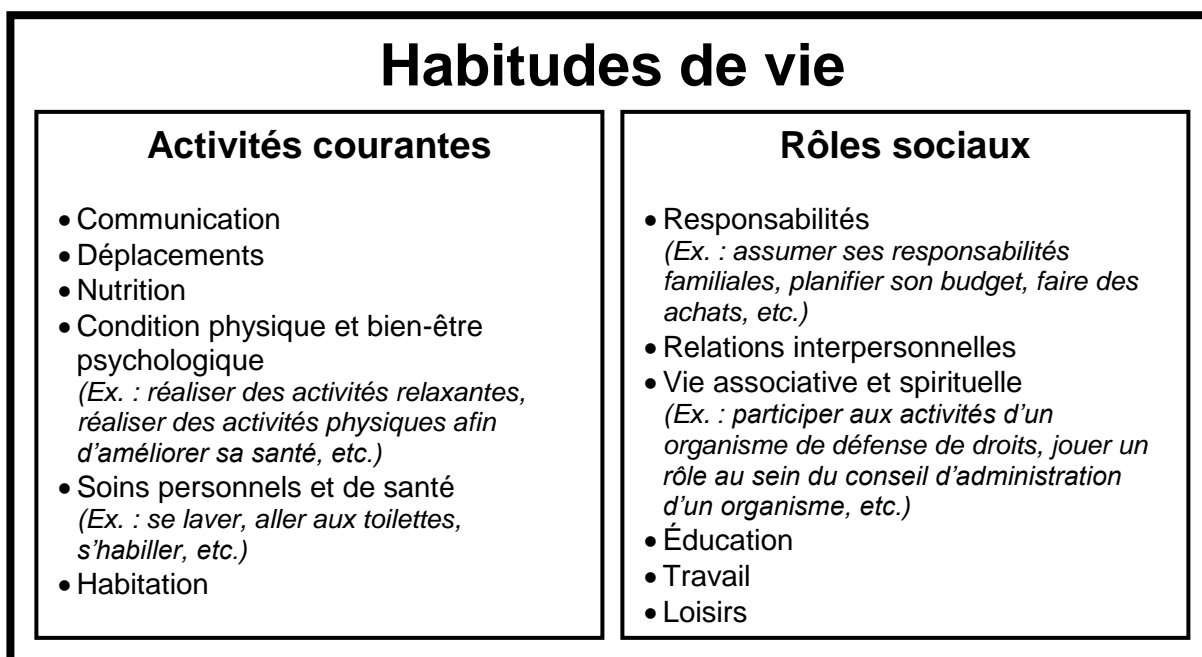 Habitudes de vie
Activités courantes
• Communication
• Déplacements
• Nutrition
• Condition physique et bien-être
psychologique
(Ex. : réaliser des activités relaxantes,
réaliser des activités physiques afin
d’améliorer sa santé, etc.)
• Soins personnels et de santé
(Ex. : se laver, aller aux toilettes,
s’habiller, etc.)
• Habitation
Rôles sociaux
• Responsabilités
(Ex. : assumer ses responsabilités
familiales, planifier son budget, faire des
achats, etc.)
• Relations interpersonnelles
• Vie associative et spirituelle
(Ex. : participer aux activités d’un
organisme de défense de droits, jouer un
rôle au sein du conseil d’administration
d’un organisme, etc.)
• Éducation
• Travail
• Loisirs